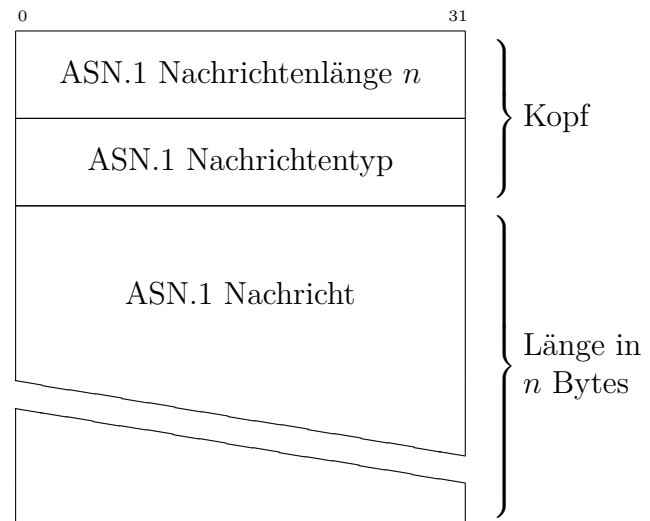 0 31
ASN.1 Nachrichtenlänge n
Kopf
ASN.1 Nachrichtentyp
ASN.1 Nachricht
Länge in
n Bytes